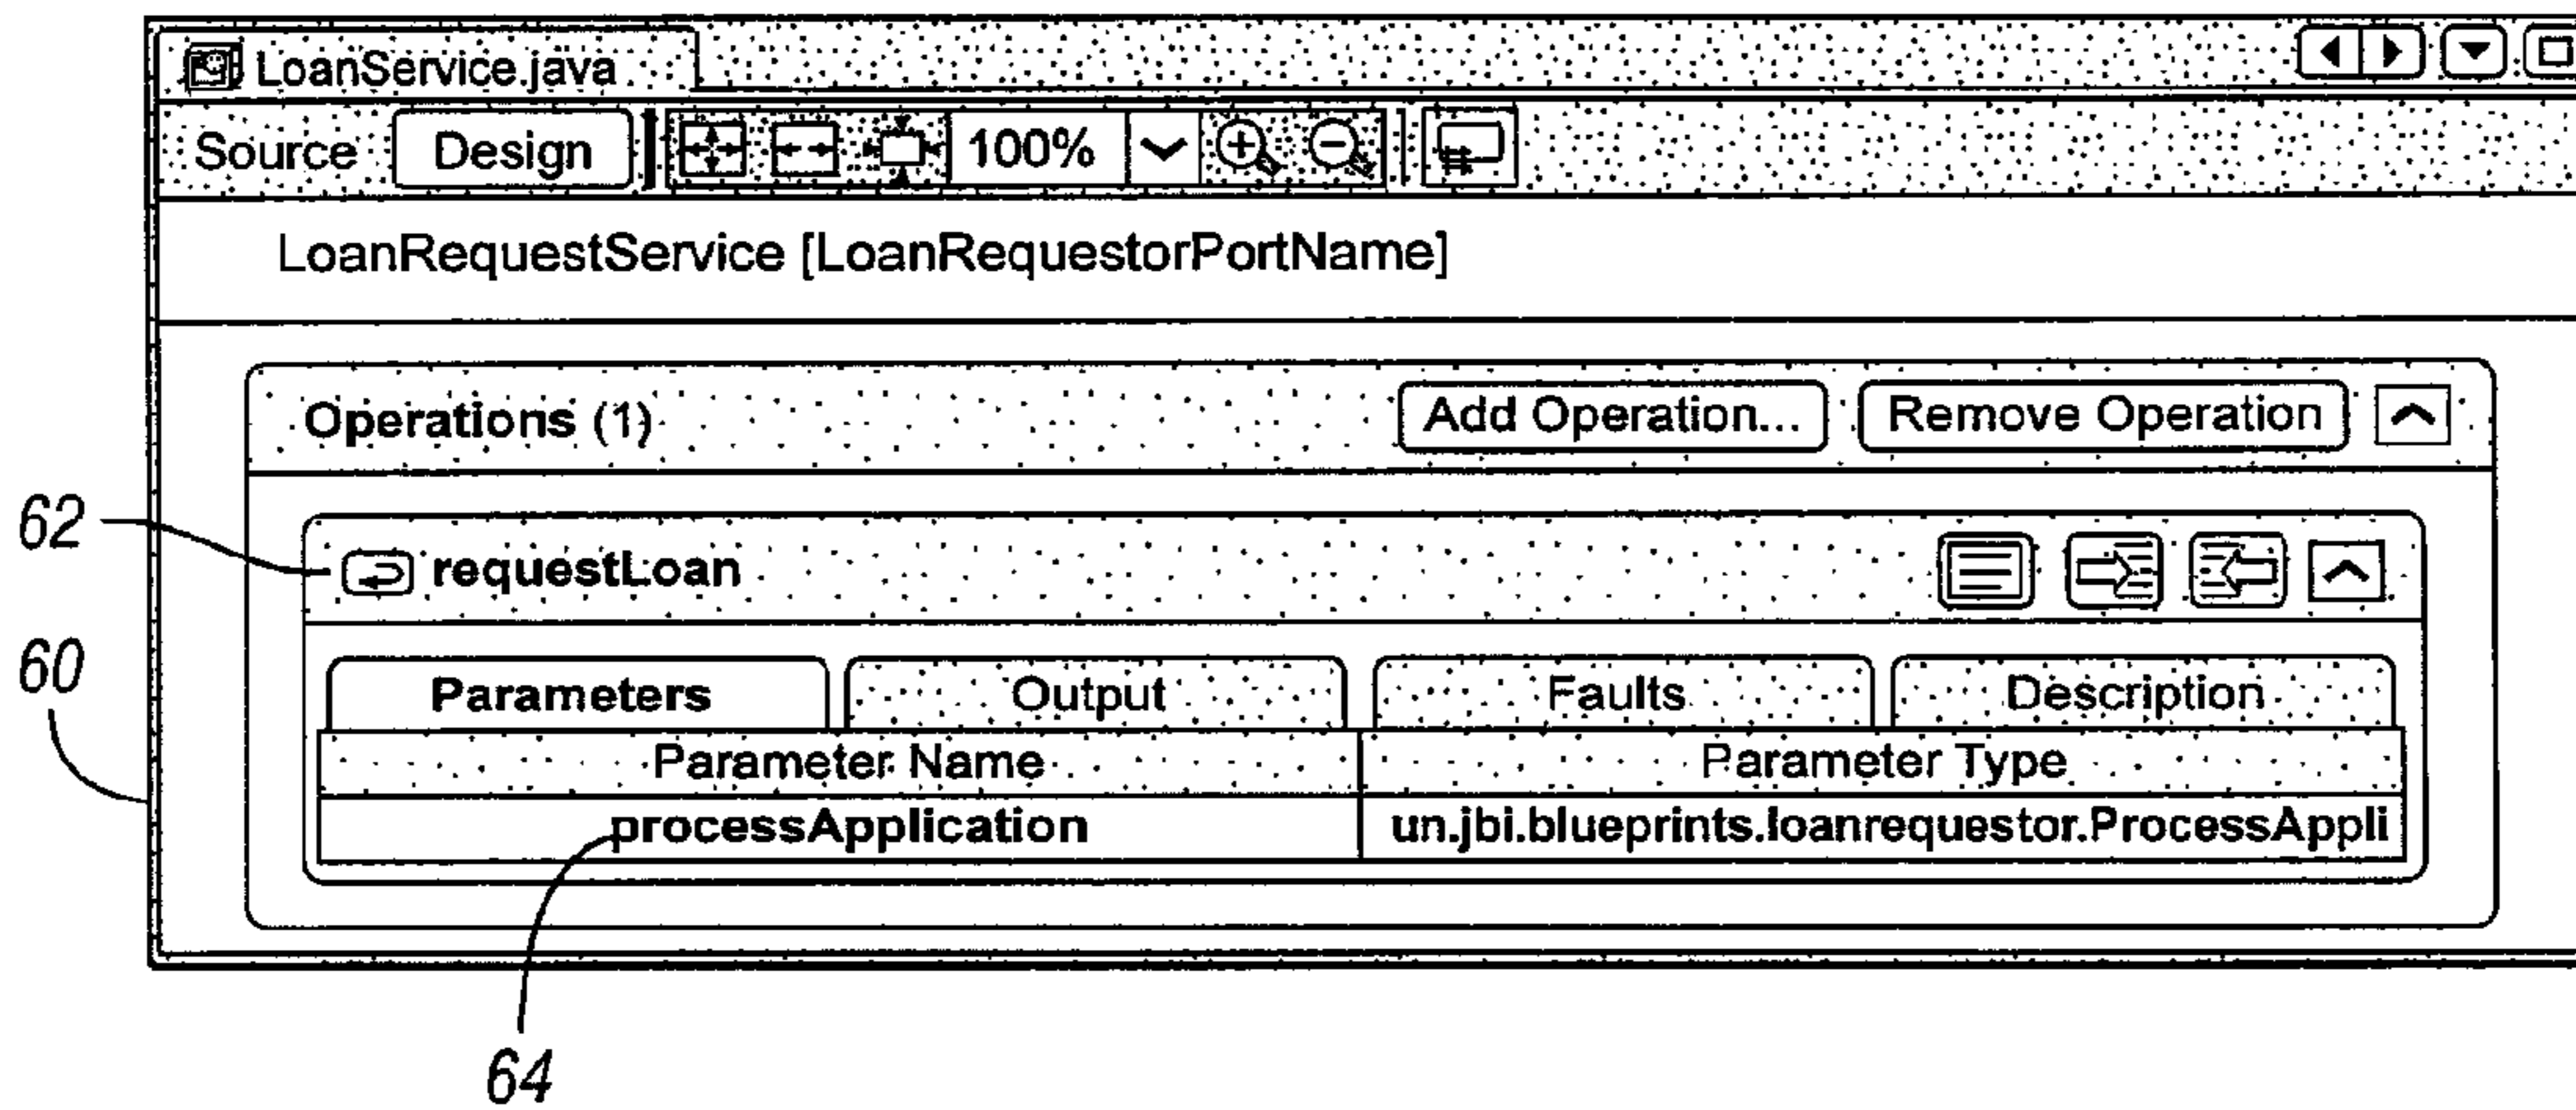 LoanService.java
Source Design 100%
LoanRequestService [LoanRequestorPortName]
Operations (1) Add Operation... Remove Operation
62
requestLoan
60
Parameters Output Faults Description
Parameter Name Parameter Type
processApplication un.jbi.blueprints.loanrequestor.ProcessAppli
64